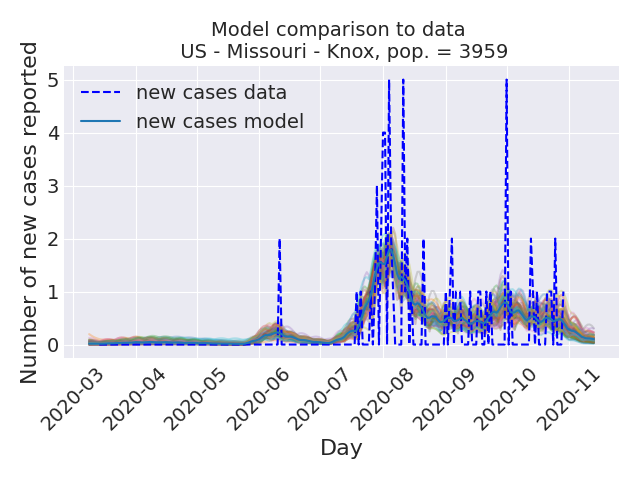 Model comparison to data
US - Missouri - Knox, pop. = 3959
Number of new cases reported
5
4
3
2
1
0
new cases data
new cases model
2020-03
2020-04
2020-05
2020-06
2020-07
2020-08
2020-09
2020-10
2020-11
Day